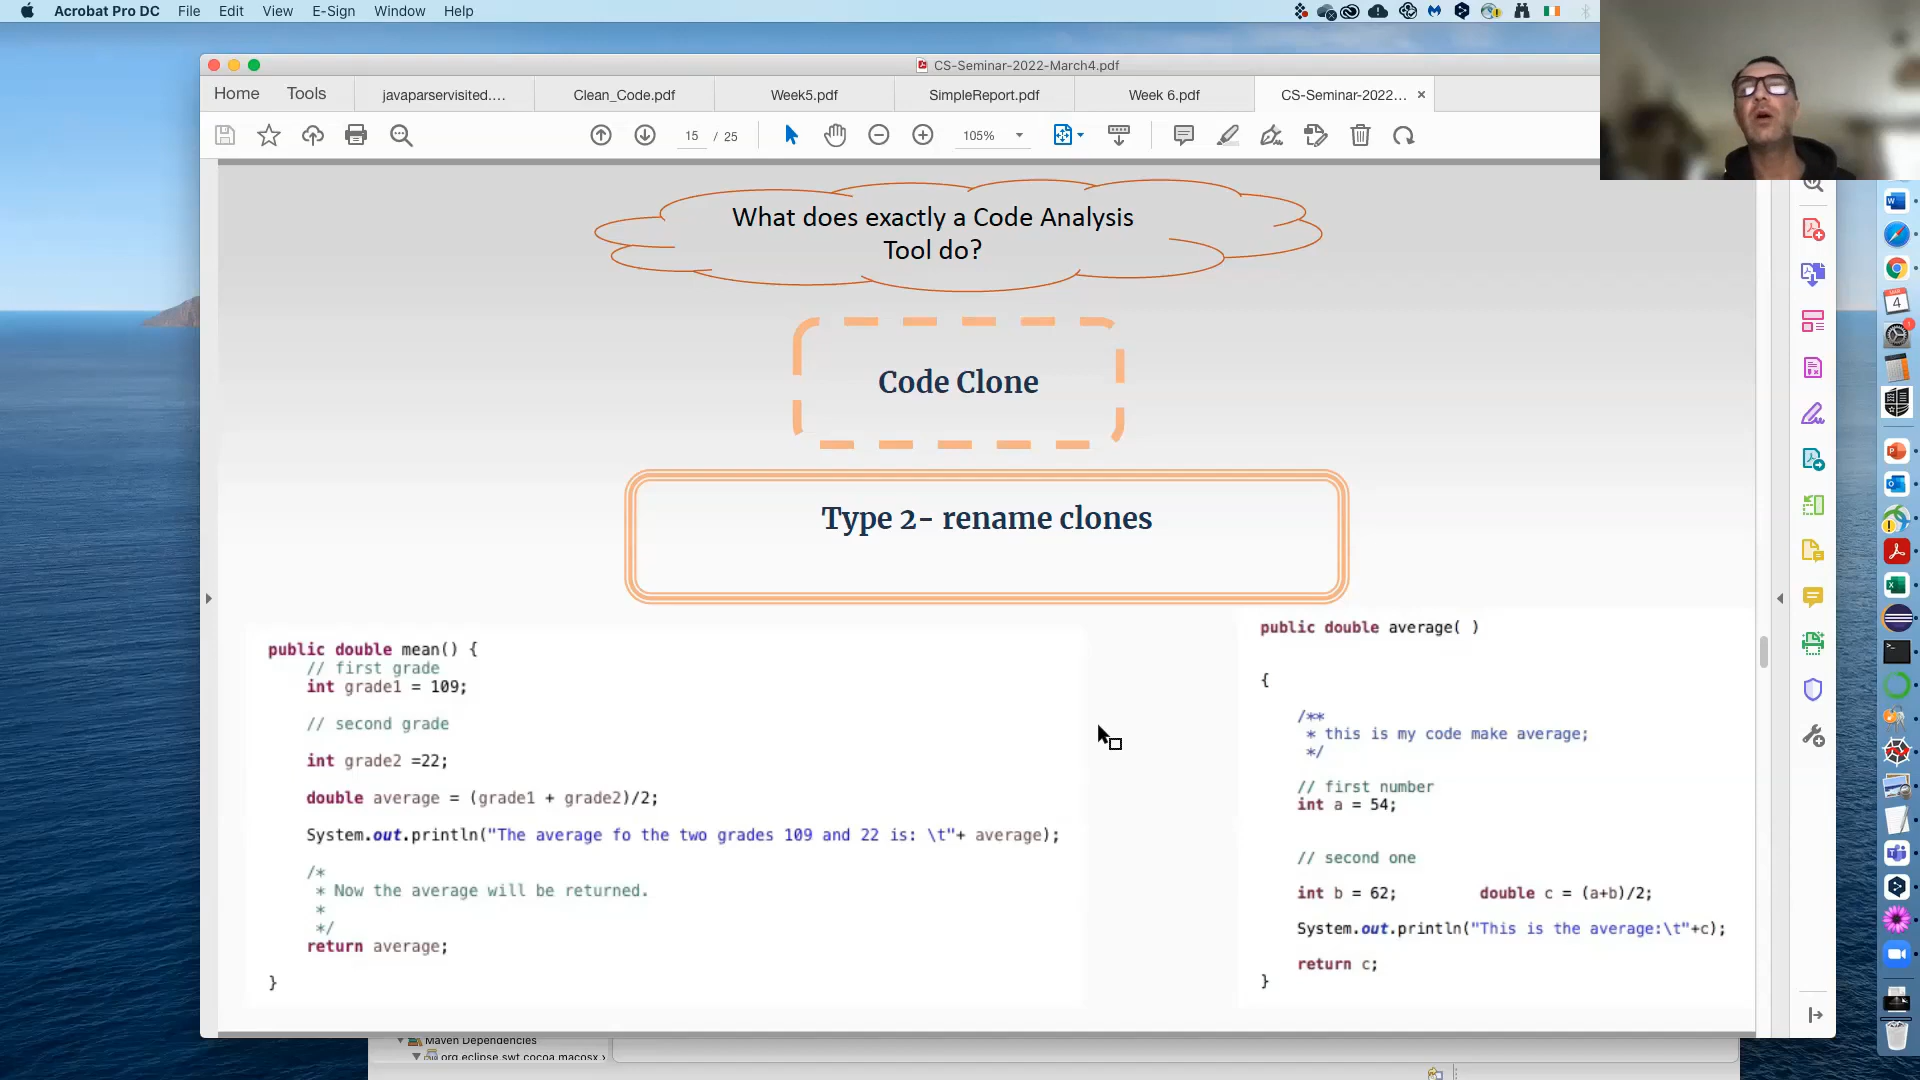 Acrobat Pro DC File Edit View E-Sign Window Help
CS-Seminar-2022-March4.pdf
Home Tools javaparservisited.... Clean_Code.pdf Week5.pdf SimpleReport.pdf Week 6.pdf CS-Seminar-2022... ×
15 / 25 105%
What does exactly a Code Analysis
Tool do?
Code Clone
Type 2- rename clones
public double mean() {
// first grade
int grade1 = 109;
// second grade
int grade2 =22;
double average = (grade1 + grade2)/2;
System.out.println("The average fo the two grades 109 and 22 is: \t"+ average);
/*
* Now the average will be returned.
*
*/
return average;
}
public double average( )
{
/**
* this is my code make average;
*/
// first number
int a = 54;
// second one
int b = 62; double c = (a+b)/2;
System.out.println("This is the average:\t"+c);
return c;
}
Maven Dependencies
org.eclipse.swt.cocoa.macosx.
4